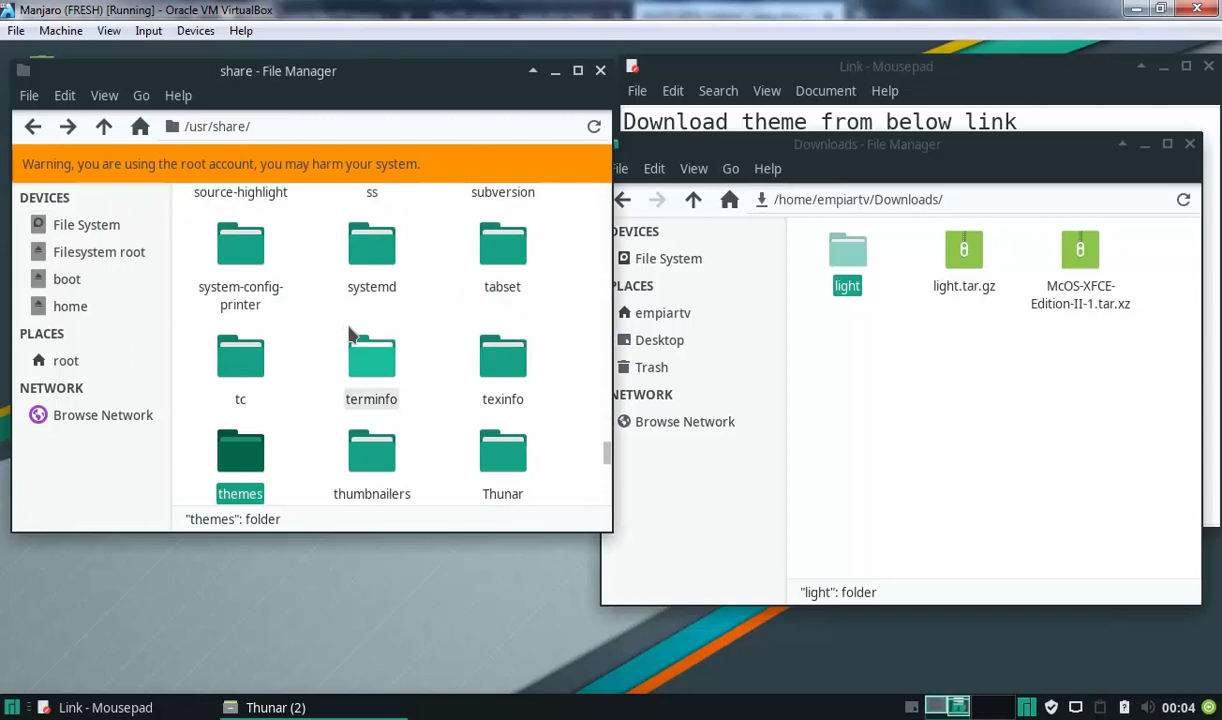 Manjaro (FRESH) [Running] - Oracle VM VirtualBox
File Machine View Input Devices Help
share - File Manager
File Edit View Go Help
/usr/share/
Warning, you are using the root account, you may harm your system.
DEVICES
File System
Filesystem root
boot
home
PLACES
root
NETWORK
Browse Network
source-highlight ss subversion
system-config-
printer
systemd
tabset
tc terminfo texinfo
themes thumbnailers Thunar
"themes": folder
Link - Mousepad
File Edit Search View Document Help
Download theme from below link
Downloads - File Manager
ile Edit View Go Help
/home/empiartv/Downloads/
DEVICES
File System
PLACES
empiartv
Desktop
Trash
NETWORK
Browse Network
light
light.tar.gz
McOS-XFCE-
Edition-II-1.tar.xz
"light": folder
Link - Mousepad
Thunar (2)
00:04